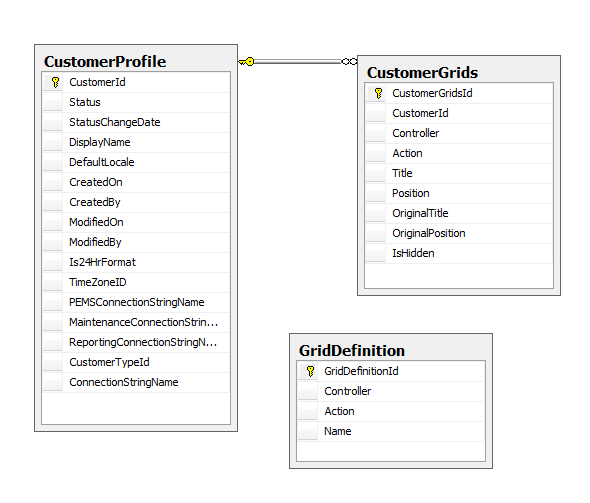 CustomerProfile
CustomerId
Status
StatusChangeDate
DisplayName
DefaultLocale
CreatedOn
CreatedBy
ModifiedOn
ModifiedBy
Is24HrFormat
TimeZoneID
PEMSConnectionStringName
MaintenanceConnectionStrin...
ReportingConnectionStringN...
CustomerTypeId
ConnectionStringName
CustomerGrids
CustomerGridsId
CustomerId
Controller
Action
Title
Position
OriginalTitle
OriginalPosition
IsHidden
GridDefinition
GridDefinitionId
Controller
Action
Name